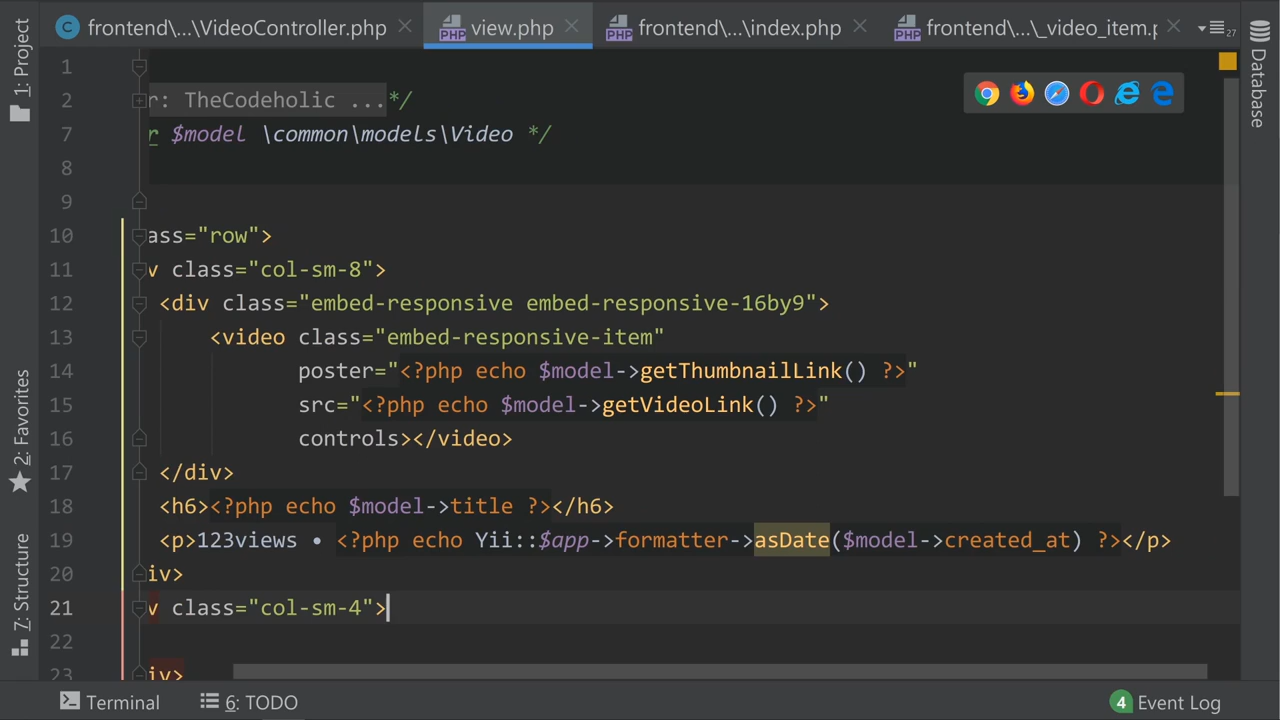 frontend\...\VideoController.php
view.php
frontend\...\index.php
frontend\...\_video_item.p
27
1: Project
2: Favorites
7: Structure
Database
1
2 r: TheCodeholic ...*/
7 r $model \common\models\Video */
8
9
10 ass="row">
11 v class="col-sm-8">
12 <div class="embed-responsive embed-responsive-16by9">
13 <video class="embed-responsive-item"
14 poster="<?php echo $model->getThumbnailLink() ?>"
15 src="<?php echo $model->getVideoLink() ?>"
16 controls></video>
17 </div>
18 <h6><?php echo $model->title ?></h6>
19 <p>123views • <?php echo Yii::$app->formatter->asDate($model->created_at) ?></p>
20 iv>
21 v class="col-sm-4">
22
23 iv>
Terminal
6: TODO
4 Event Log